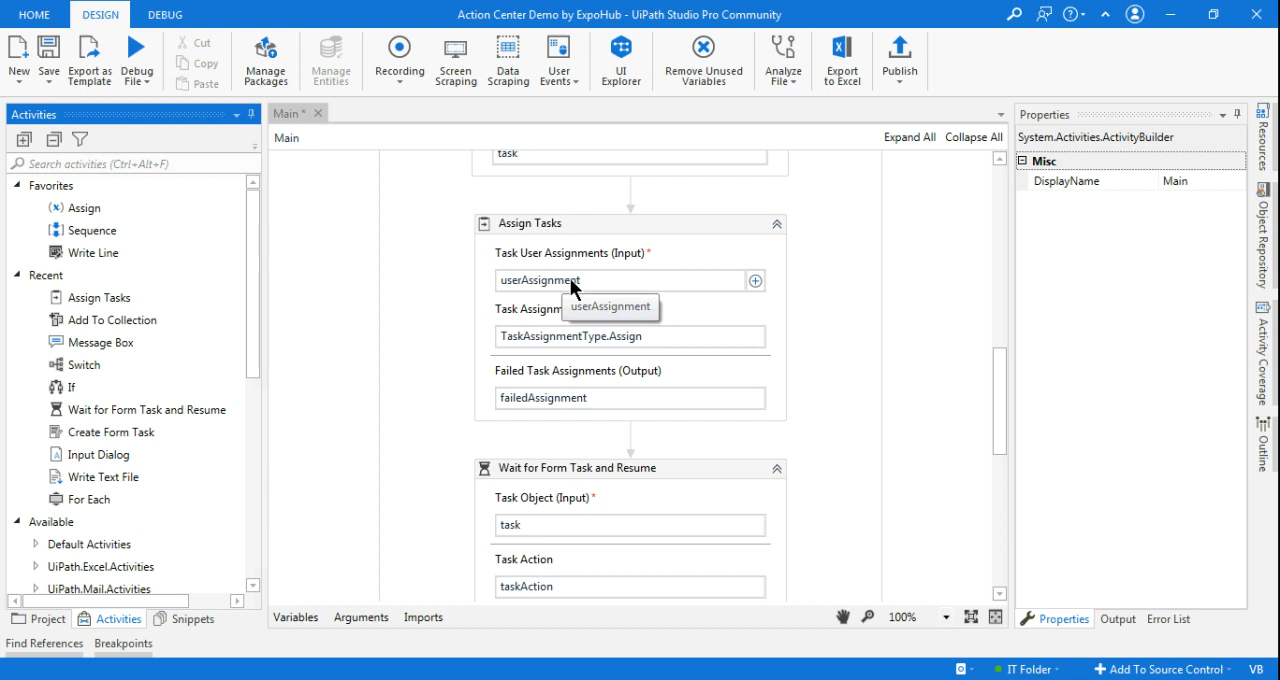 HOME DESIGN DEBUG Action Center Demo by ExpoHub - UiPath Studio Pro Community
New Save Export as Template Debug File Cut Copy Paste Manage Packages Manage Entities Recording Screen Scraping Data Scraping User Events UI Explorer Remove Unused Variables Analyze File Export to Excel Publish
Activities
Search activities (Ctrl+Alt+F)
Favorites
Assign
Sequence
Write Line
Recent
Assign Tasks
Add To Collection
Message Box
Switch
If
Wait for Form Task and Resume
Create Form Task
Input Dialog
Write Text File
For Each
Available
Default Activities
UiPath.Excel.Activities
UiPath.Mail.Activities
Project Activities Snippets
Find References Breakpoints
Main *
Main Expand All Collapse All
task
Assign Tasks
Task User Assignments (Input) *
userAssignment
userAssignment
Task Assignm
TaskAssignmentType.Assign
Failed Task Assignments (Output)
failedAssignment
Wait for Form Task and Resume
Task Object (Input) *
task
Task Action
taskAction
Variables Arguments Imports 100%
Properties
System.Activities.ActivityBuilder
Misc
DisplayName Main
Properties Output Error List
Resources
Object Repository
Activity Coverage
Outline
IT Folder Add To Source Control VB